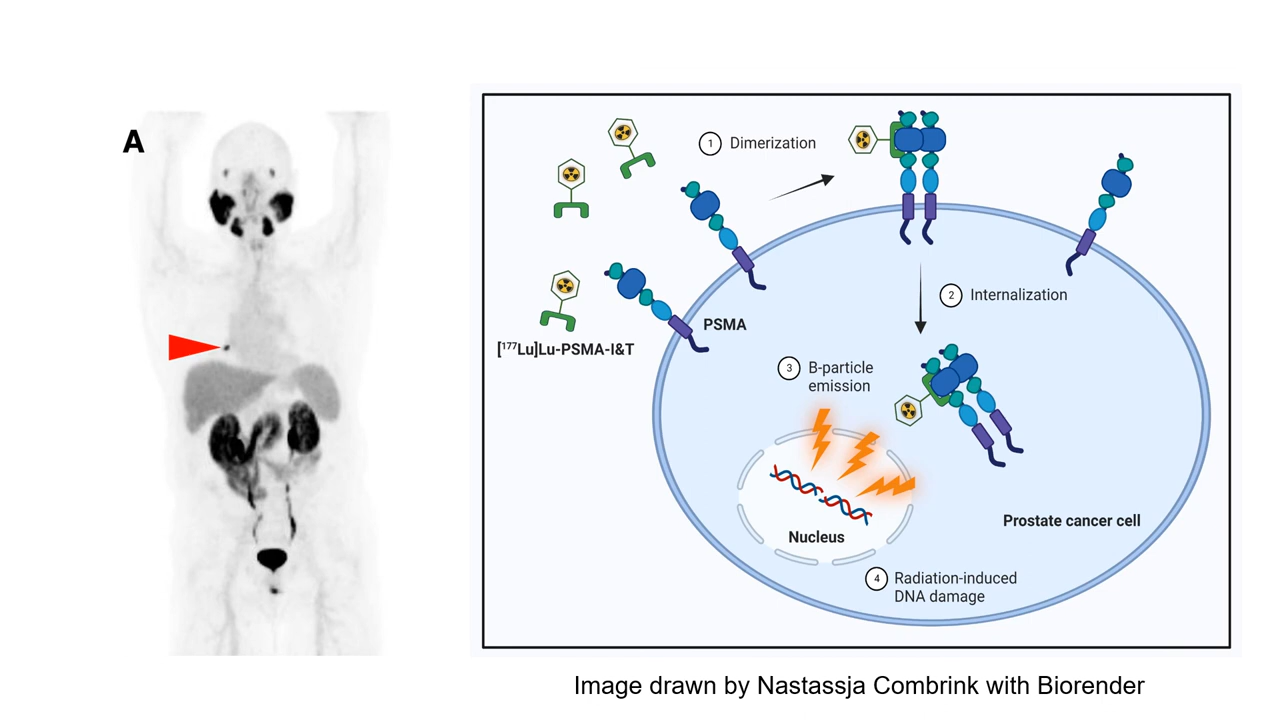 A
1 Dimerization
[¹⁷⁷Lu]Lu-PSMA-I&T
PSMA
2 Internalization
3 B-particle
emission
Nucleus
Prostate cancer cell
4 Radiation-induced
DNA damage
Image drawn by Nastassja Combrink with Biorender